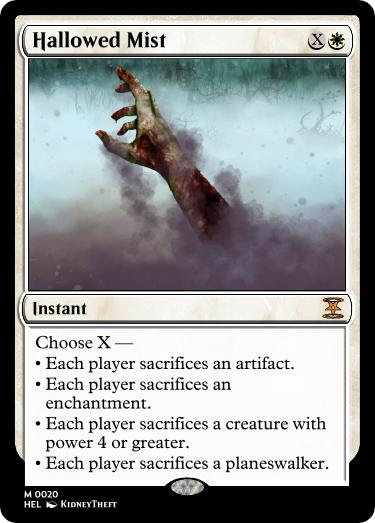 Hallowed Mist X
Instant
Choose X —
• Each player sacrifices an artifact.
• Each player sacrifices an
enchantment.
• Each player sacrifices a creature with
power 4 or greater.
• Each player sacrifices a planeswalker.
M 0020
HEL KIDNEYTHEFT